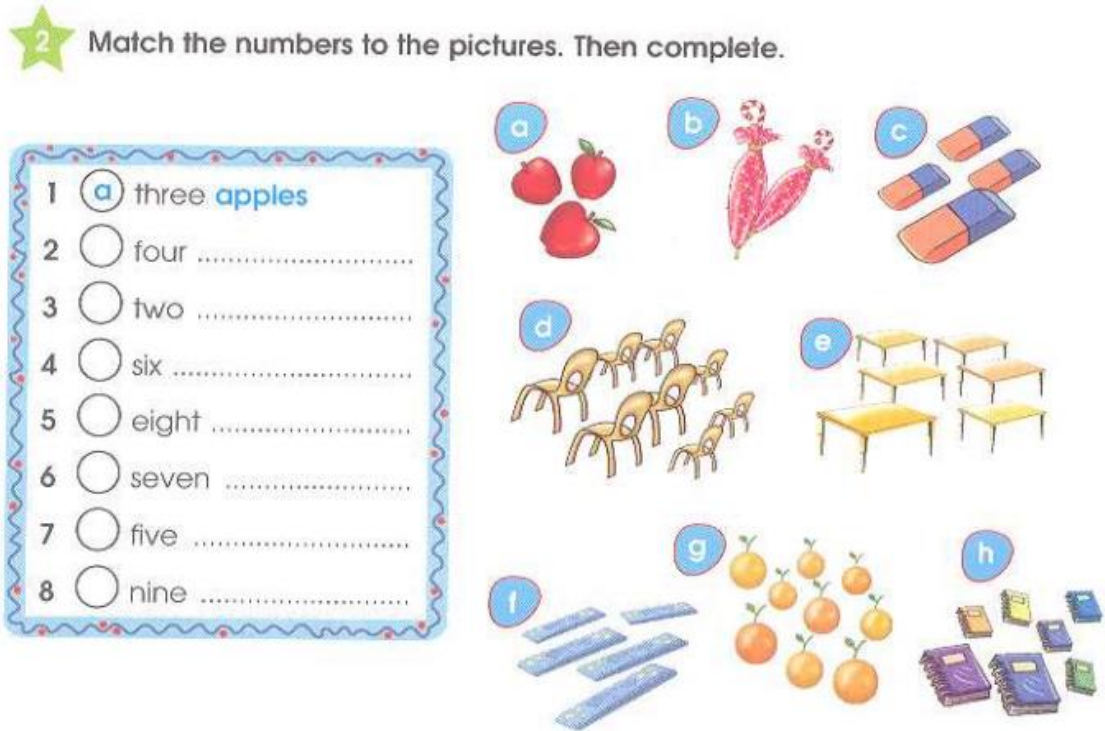 2 Match the numbers to the pictures. Then complete.
1 a three apples
2 four ........................
3 two ........................
4 six ........................
5 eight ........................
6 seven ........................
7 five ........................
8 nine ........................
a
b
c
d
e
f
g
h